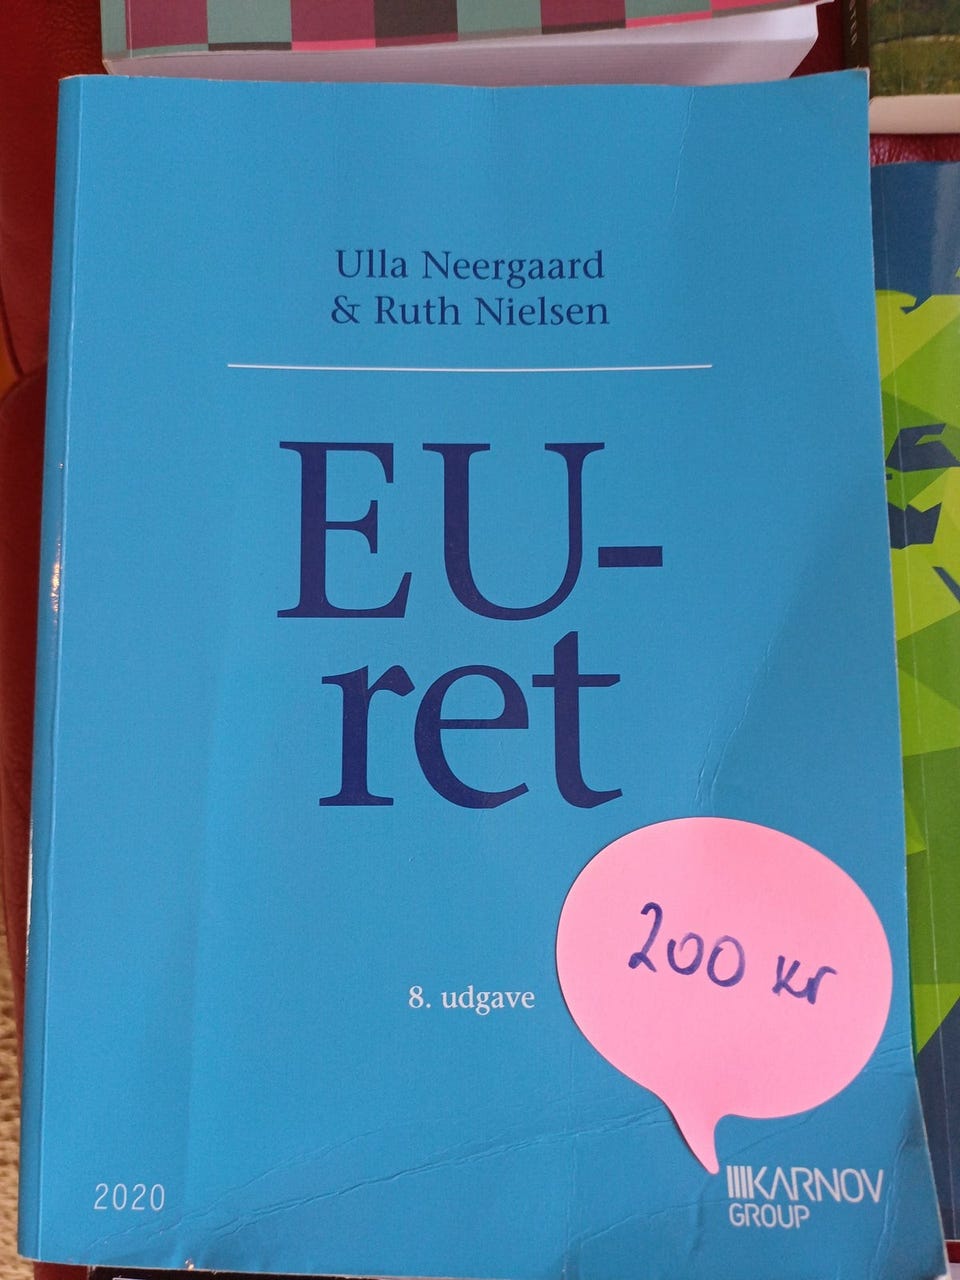 Ulla Neergaard
& Ruth Nielsen
EU-
ret
8. udgave
200 kr
2020
KARNOV
GROUP